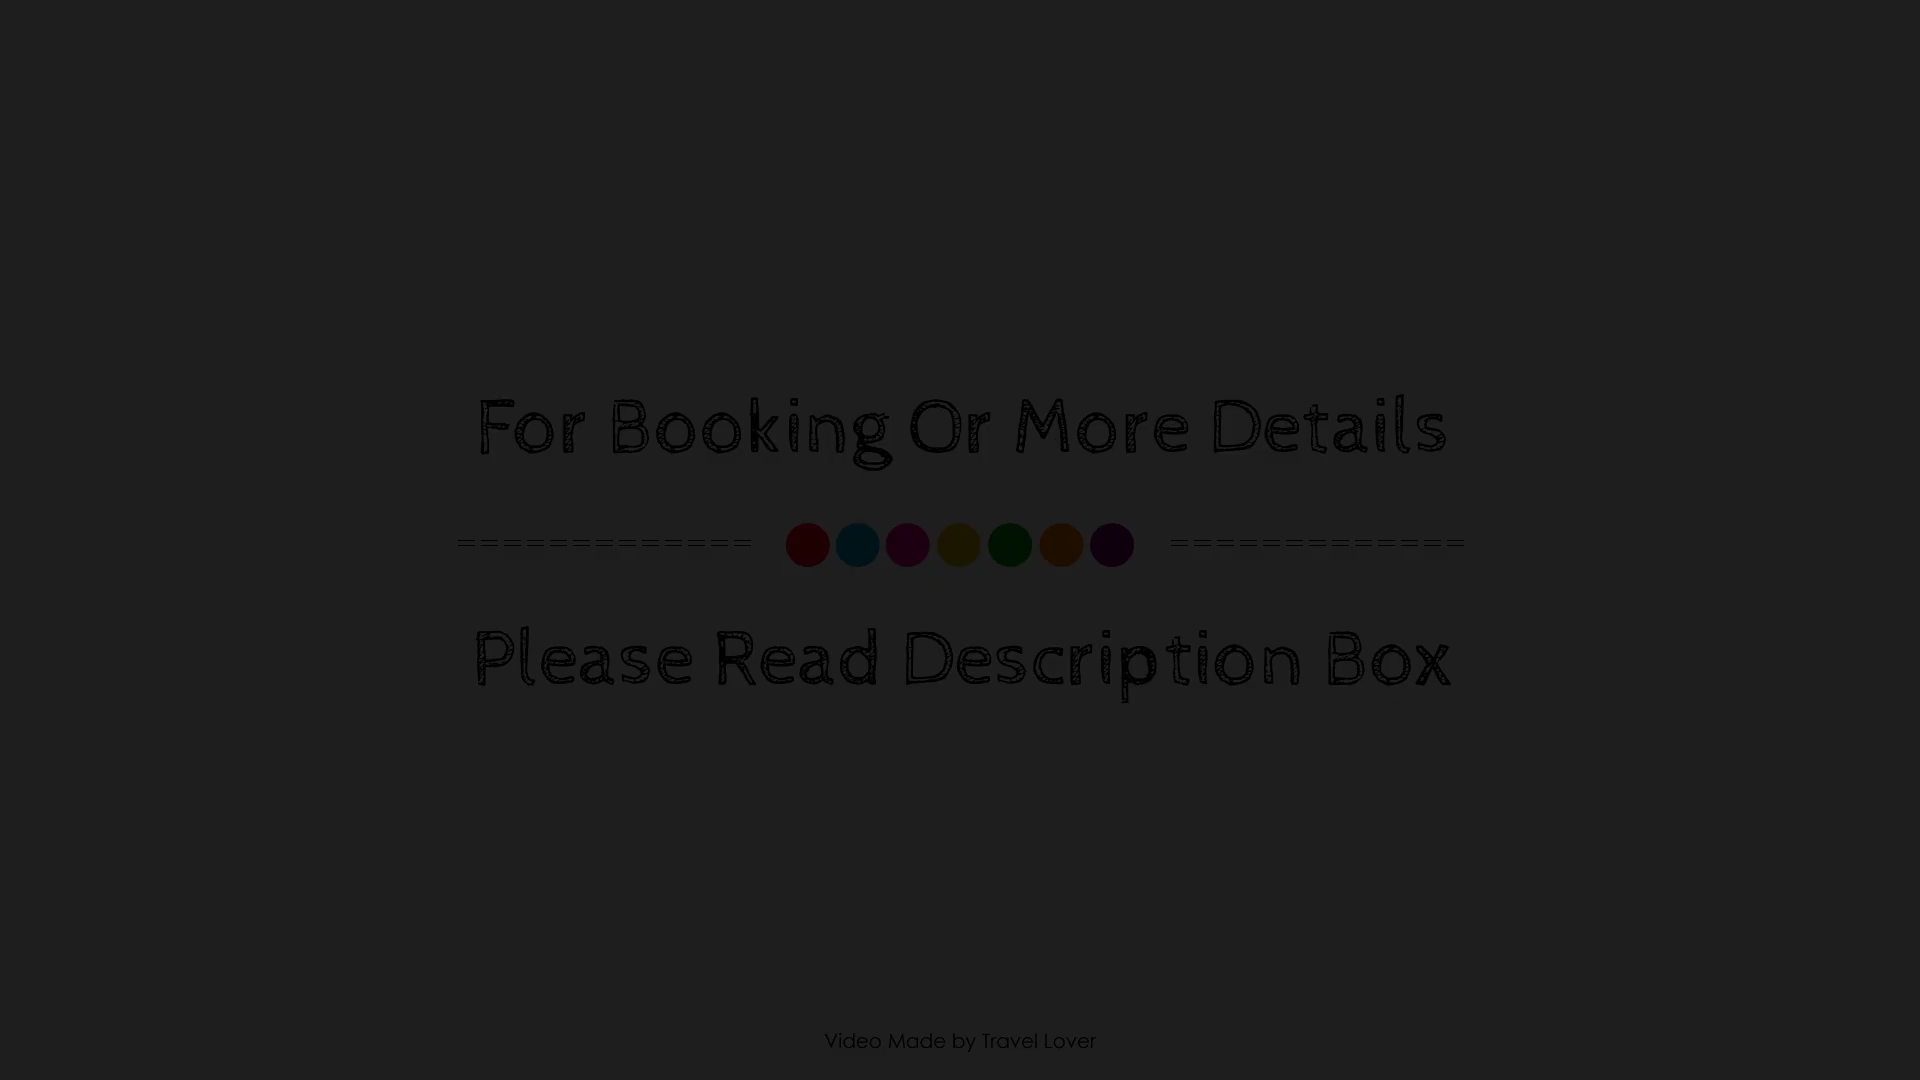 For Booking Or More Details
============= =============
Please Read Description Box
Video Made by Travel Lover